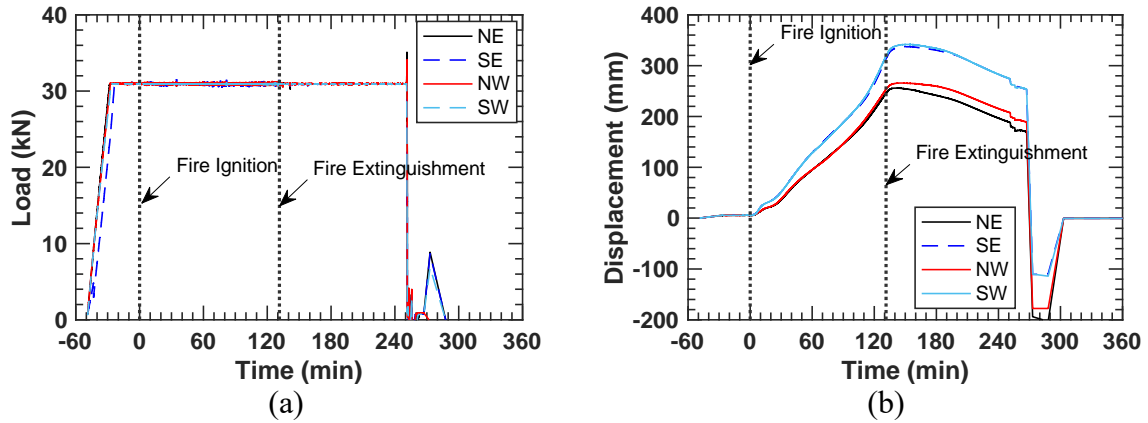 40
30
20
10
0
Load (kN)
NE
SE
NW
SW
Fire Ignition
Fire Extinguishment
-60 0 60 120 180 240 300 360
Time (min)
(a)
400
300
200
100
0
-100
-200
Displacement (mm)
Fire Ignition
Fire Extinguishment
NE
SE
NW
SW
-60 0 60 120 180 240 300 360
Time (min)
(b)